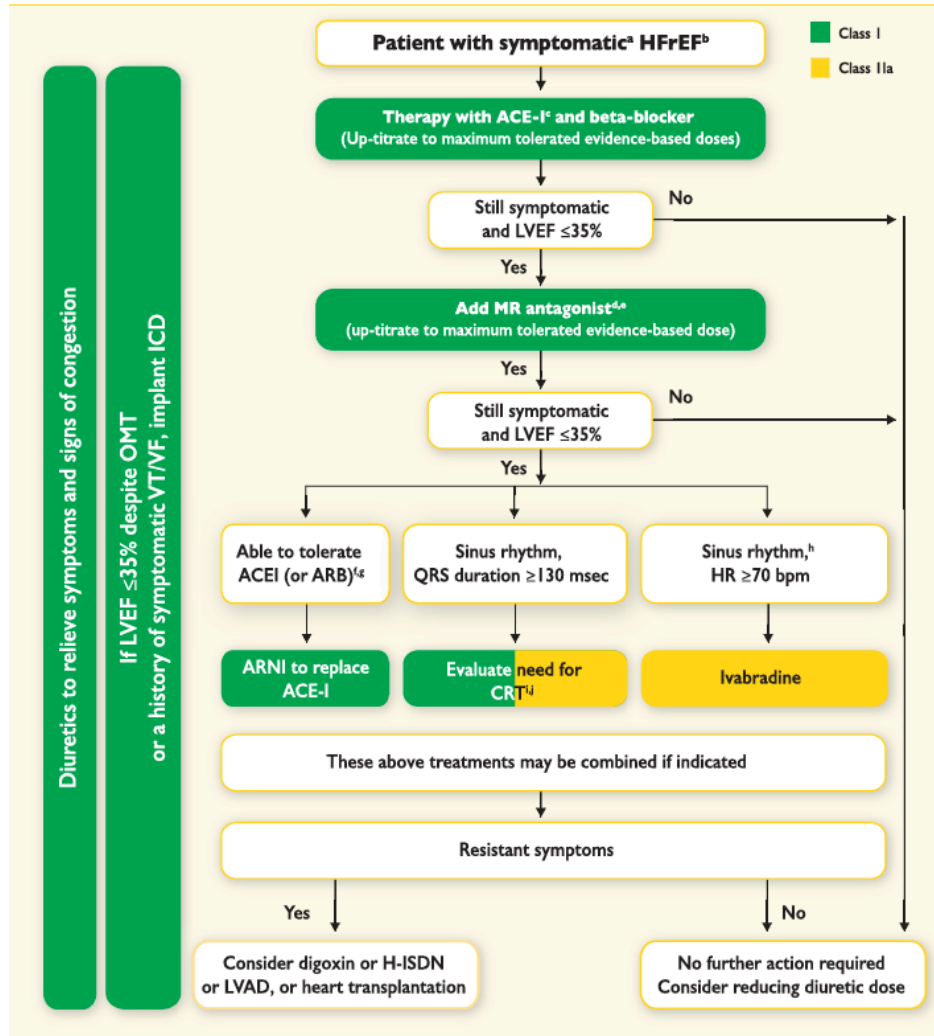 Patient with symptomaticᵃ HFrEFᵇ
Class I
Class IIa
Diuretics to relieve symptoms and signs of congestion
If LVEF ≤35% despite OMT
or a history of symptomatic VT/VF, implant ICD
Therapy with ACE-Iᶜ and beta-blocker
(Up-titrate to maximum tolerated evidence-based doses)
Still symptomatic
and LVEF ≤35%
No
Yes
Add MR antagonistᵈ,ᵉ
(up-titrate to maximum tolerated evidence-based dose)
Yes
Still symptomatic
and LVEF ≤35%
No
Yes
Able to tolerate
ACEI (or ARB)ᶠ,ᵍ
Sinus rhythm,
QRS duration ≥130 msec
Sinus rhythm,ʰ
HR ≥70 bpm
ARNI to replace
ACE-I
Evaluate need for
CRTⁱ,ʲ
Ivabradine
These above treatments may be combined if indicated
Resistant symptoms
Yes
No
Consider digoxin or H-ISDN
or LVAD, or heart transplantation
No further action required
Consider reducing diuretic dose